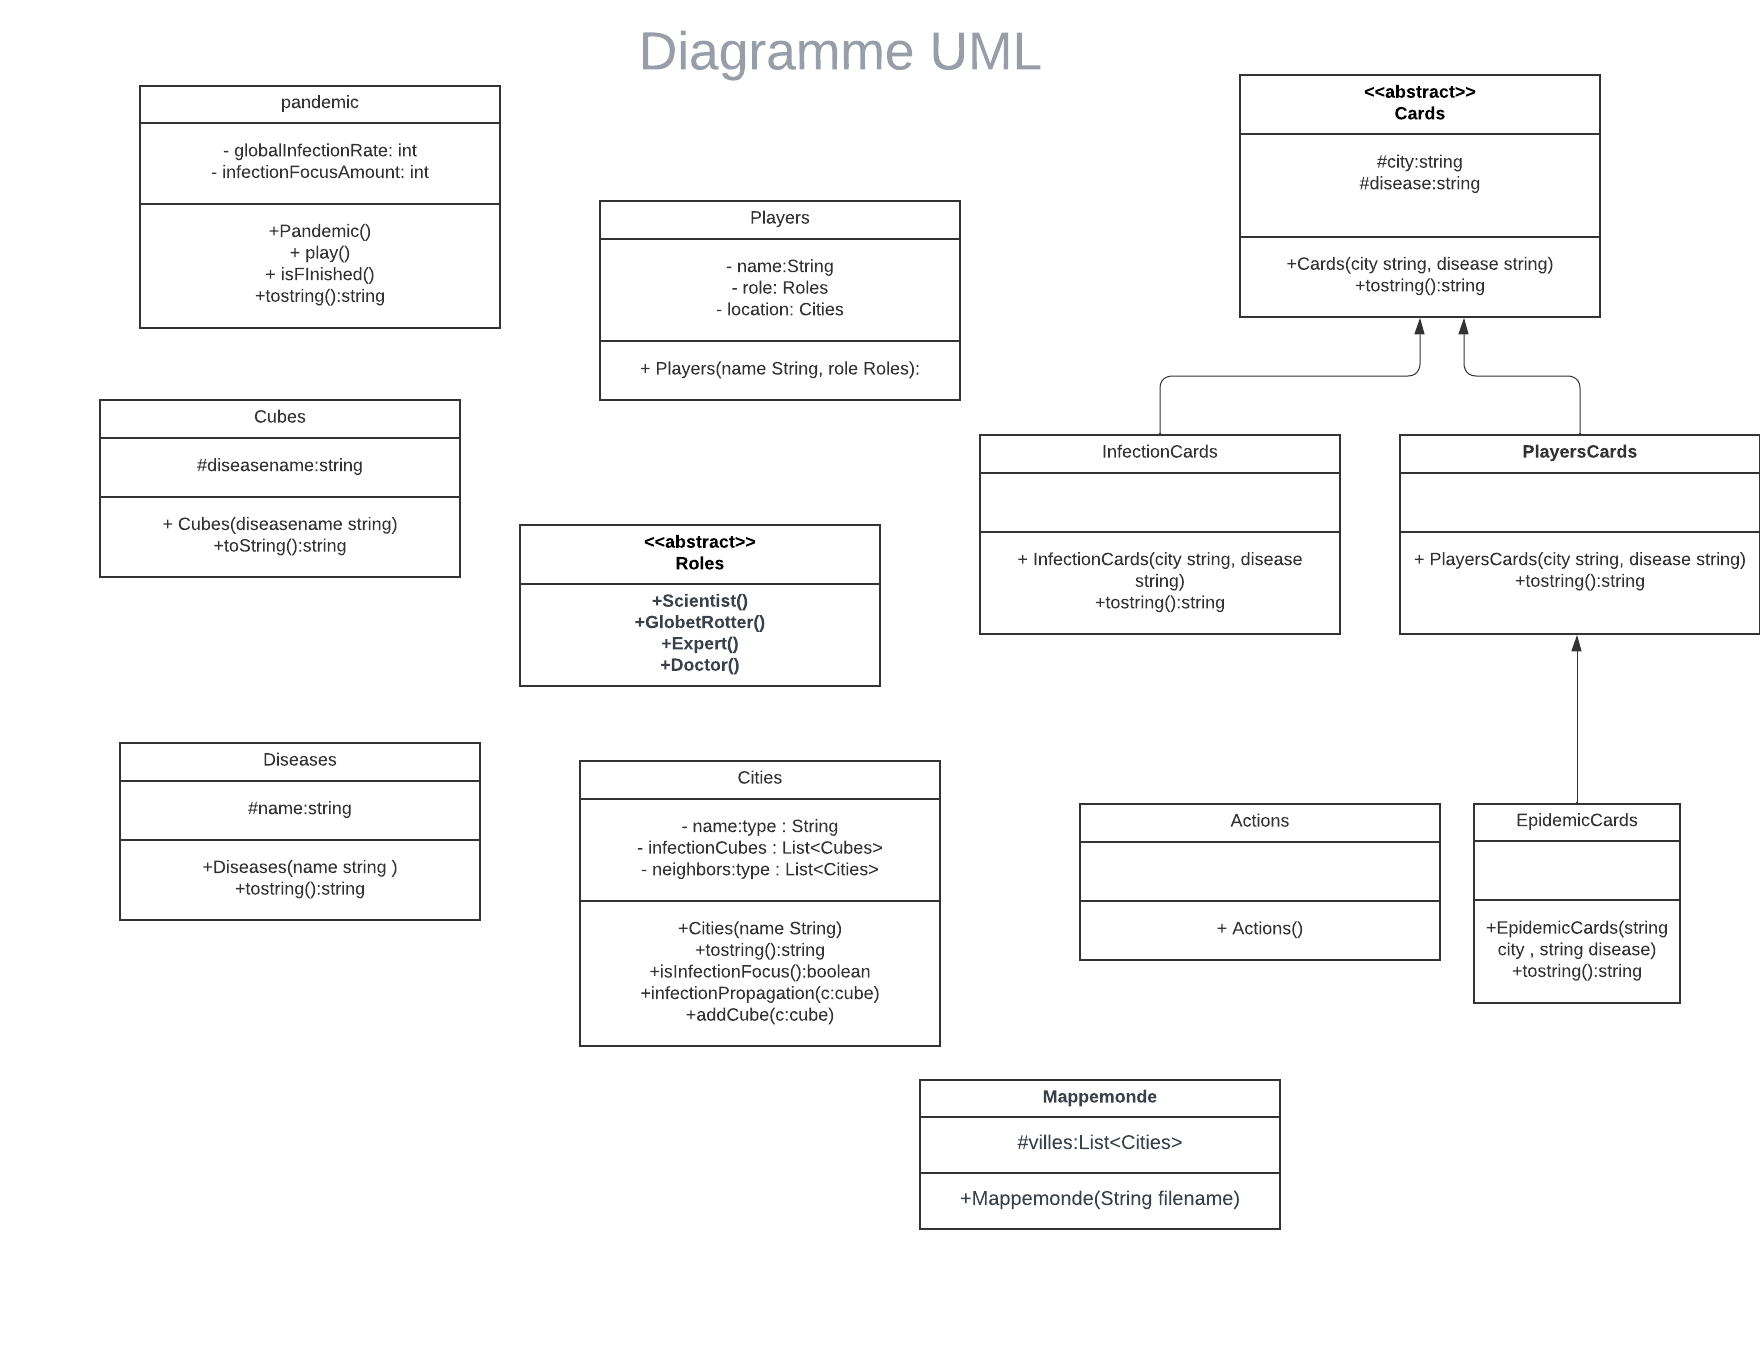 Diagramme UML
pandemic
- globalInfectionRate: int
- infectionFocusAmount: int
+Pandemic()
+ play()
+ isFInished()
+tostring():string
Players
- name:String
- role: Roles
- location: Cities
+ Players(name String, role Roles):
<<abstract>>
Cards
#city:string
#disease:string
+Cards(city string, disease string)
+tostring():string
Cubes
#diseasename:string
+ Cubes(diseasename string)
+toString():string
<<abstract>>
Roles
+Scientist()
+GlobetRotter()
+Expert()
+Doctor()
InfectionCards
+ InfectionCards(city string, disease
string)
+tostring():string
PlayersCards
+ PlayersCards(city string, disease string)
+tostring():string
Diseases
#name:string
+Diseases(name string )
+tostring():string
Cities
- name:type : String
- infectionCubes : List<Cubes>
- neighbors:type : List<Cities>
+Cities(name String)
+tostring():string
+isInfectionFocus():boolean
+infectionPropagation(c:cube)
+addCube(c:cube)
Actions
+ Actions()
EpidemicCards
+EpidemicCards(string
city , string disease)
+tostring():string
Mappemonde
#villes:List<Cities>
+Mappemonde(String filename)